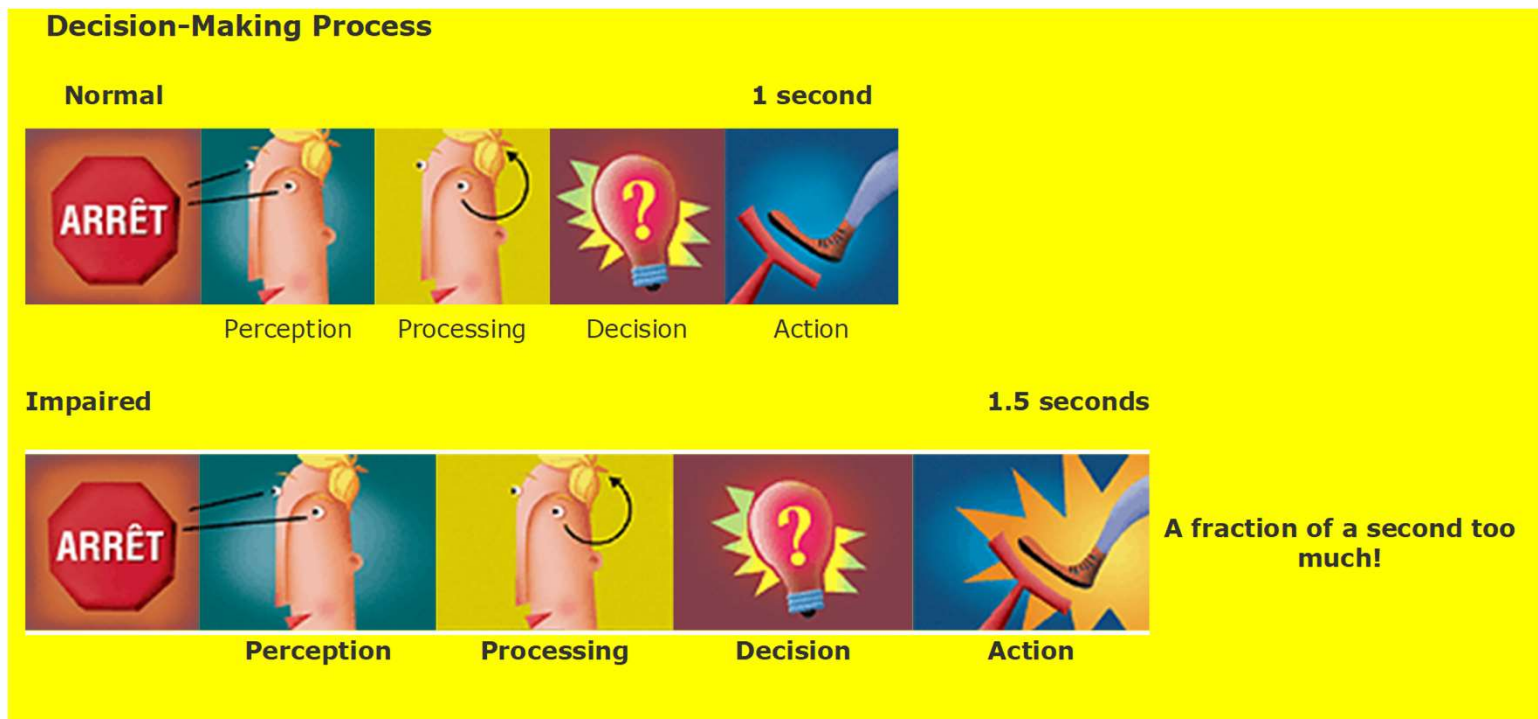 Decision-Making Process
Normal 1 second
ARRÊT
Perception Processing Decision Action
Impaired 1.5 seconds
ARRÊT
A fraction of a second too
much!
Perception Processing Decision Action